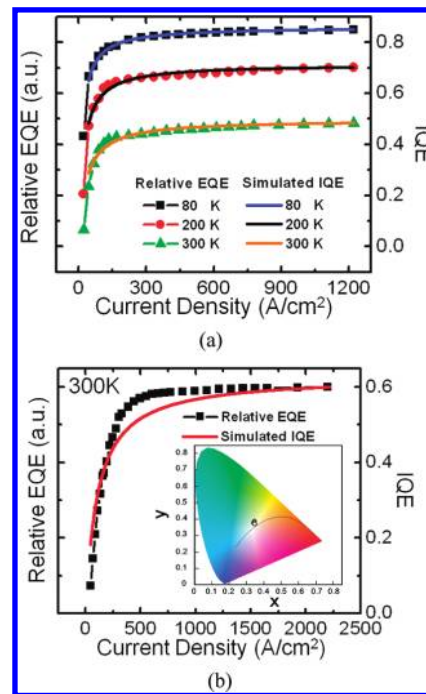 Relative EQE (a.u.)
0.8
0.6
0.4
0.2
0.0
IQE
Relative EQE Simulated IQE
80 K 80 K
200 K 200 K
300 K 300 K
0 300 600 900 1200
Current Density (A/cm²)
(a)
300K
Relative EQE (a.u.)
0.6
0.4
0.2
0.0
IQE
Relative EQE
Simulated IQE
0.8
0.7
0.6
0.5
0.4
0.3
0.2
0.1
0
y
0 0.1 0.2 0.3 0.4 0.5 0.6 0.7 0.8
x
0 500 1000 1500 2000 2500
Current Density (A/cm²)
(b)